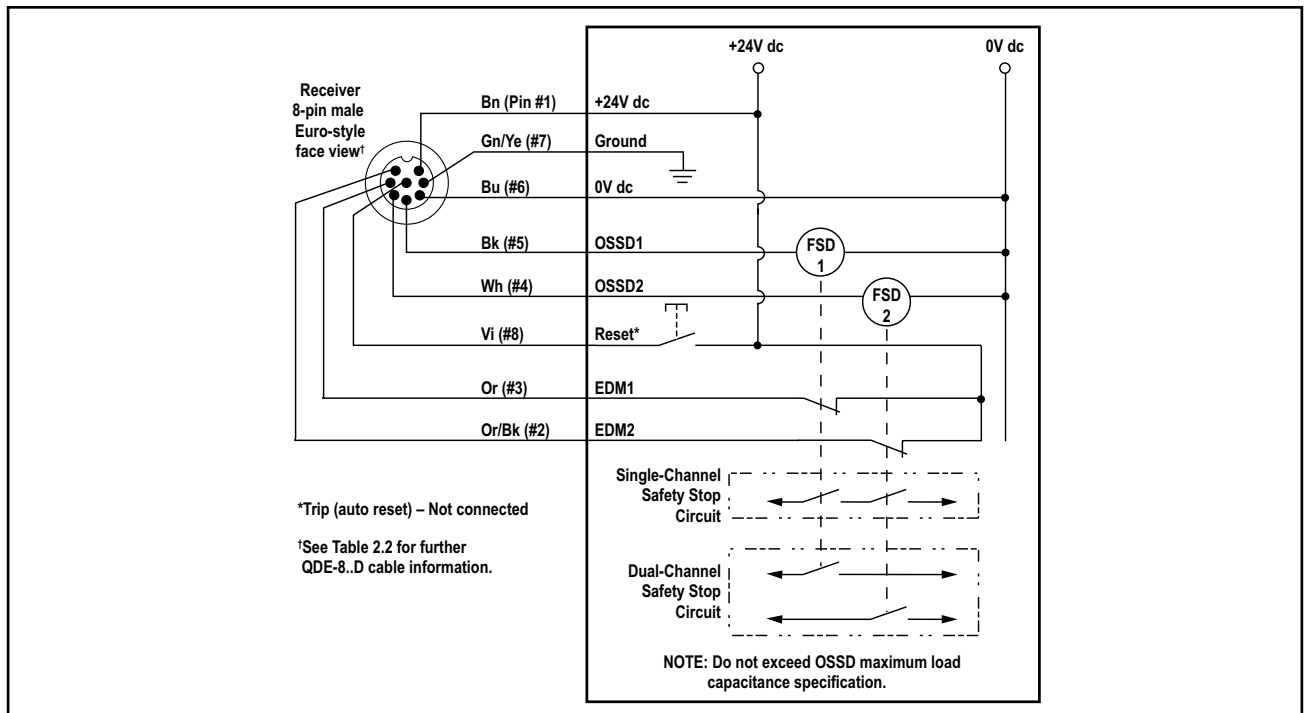 +24V dc
0V dc
Receiver
8-pin male
Euro-style
face view†
Bn (Pin #1)
+24V dc
Gn/Ye (#7)
Ground
Bu (#6)
0V dc
Bk (#5)
OSSD1
FSD
1
Wh (#4)
OSSD2
FSD
2
Vi (#8)
Reset*
Or (#3)
EDM1
Or/Bk (#2)
EDM2
Single-Channel
Safety Stop
Circuit
*Trip (auto reset) – Not connected
†See Table 2.2 for further
QDE-8..D cable information.
Dual-Channel
Safety Stop
Circuit
NOTE: Do not exceed OSSD maximum load
capacitance specification.